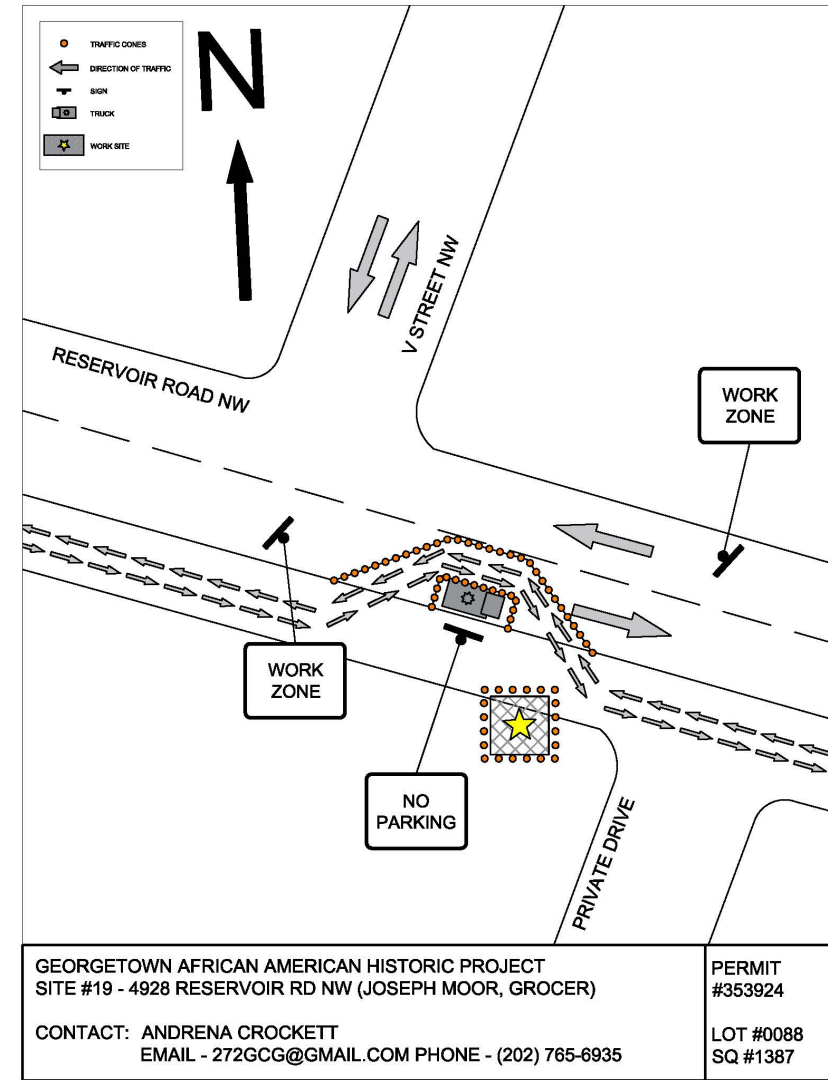 TRAFFIC CONES
DIRECTION OF TRAFFIC
SIGN
TRUCK
WORK SITE
N
V STREET NW
RESERVOIR ROAD NW
WORK
ZONE
WORK
ZONE
NO
PARKING
PRIVATE DRIVE
GEORGETOWN AFRICAN AMERICAN HISTORIC PROJECT
SITE #19 - 4928 RESERVOIR RD NW (JOSEPH MOOR, GROCER)
CONTACT: ANDRENA CROCKETT
EMAIL - 272GCG@GMAIL.COM PHONE - (202) 765-6935
PERMIT
#353924
LOT #0088
SQ #1387